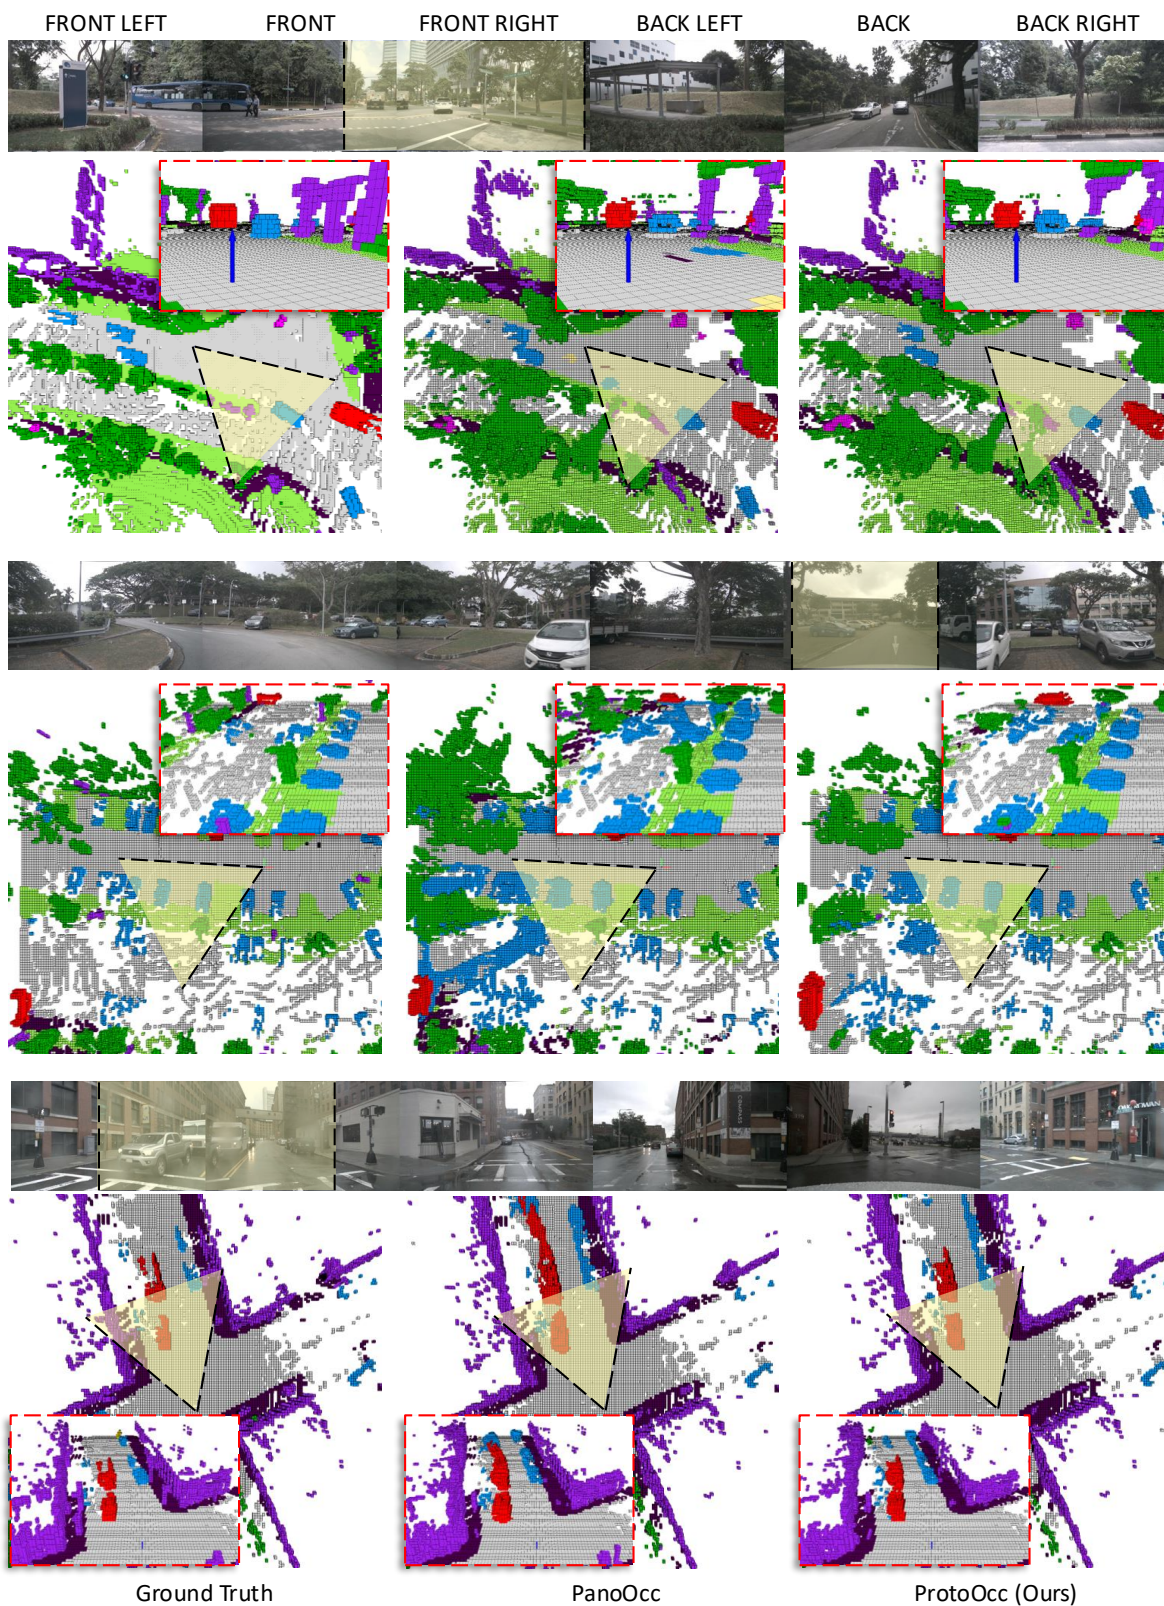 FRONT LEFT FRONT FRONT RIGHT BACK LEFT BACK BACK RIGHT
Ground Truth PanoOcc ProtoOcc (Ours)